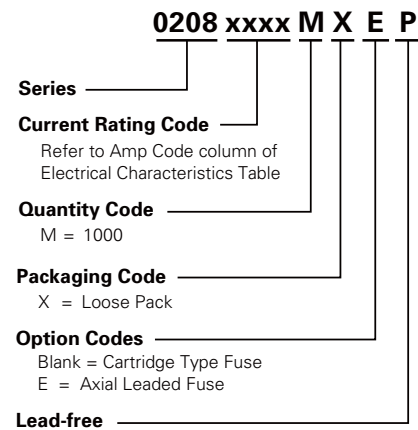 0208 xxxx M X E P
Series
Current Rating Code
Refer to Amp Code column of
Electrical Characteristics Table
Quantity Code
M = 1000
Packaging Code
X = Loose Pack
Option Codes
Blank = Cartridge Type Fuse
E = Axial Leaded Fuse
Lead-free